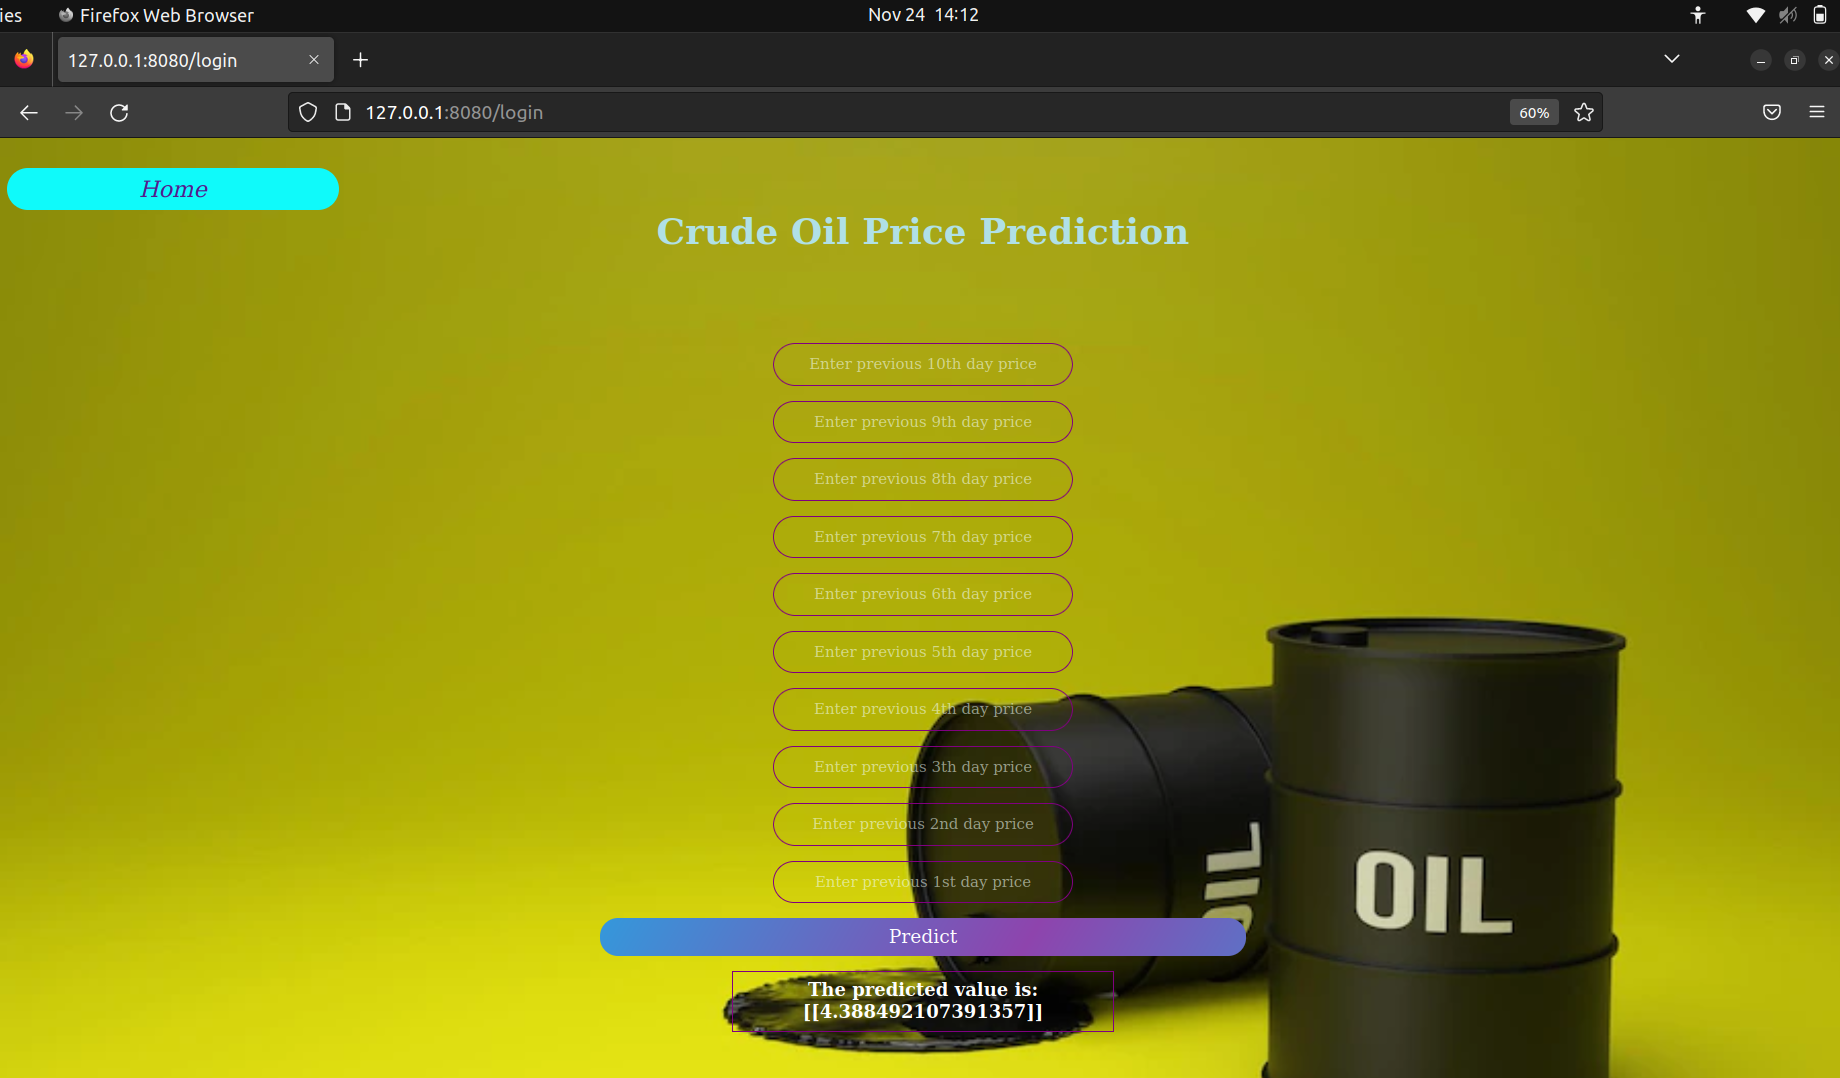 ies Firefox Web Browser Nov 24 14:12
127.0.0.1:8080/login
127.0.0.1:8080/login 60%
Home
Crude Oil Price Prediction
Enter previous 10th day price
Enter previous 9th day price
Enter previous 8th day price
Enter previous 7th day price
Enter previous 6th day price
Enter previous 5th day price
Enter previous 4th day price
Enter previous 3th day price
Enter previous 2nd day price
Enter previous 1st day price
OIL
OIL
Predict
The predicted value is:
[[4.388492107391357]]